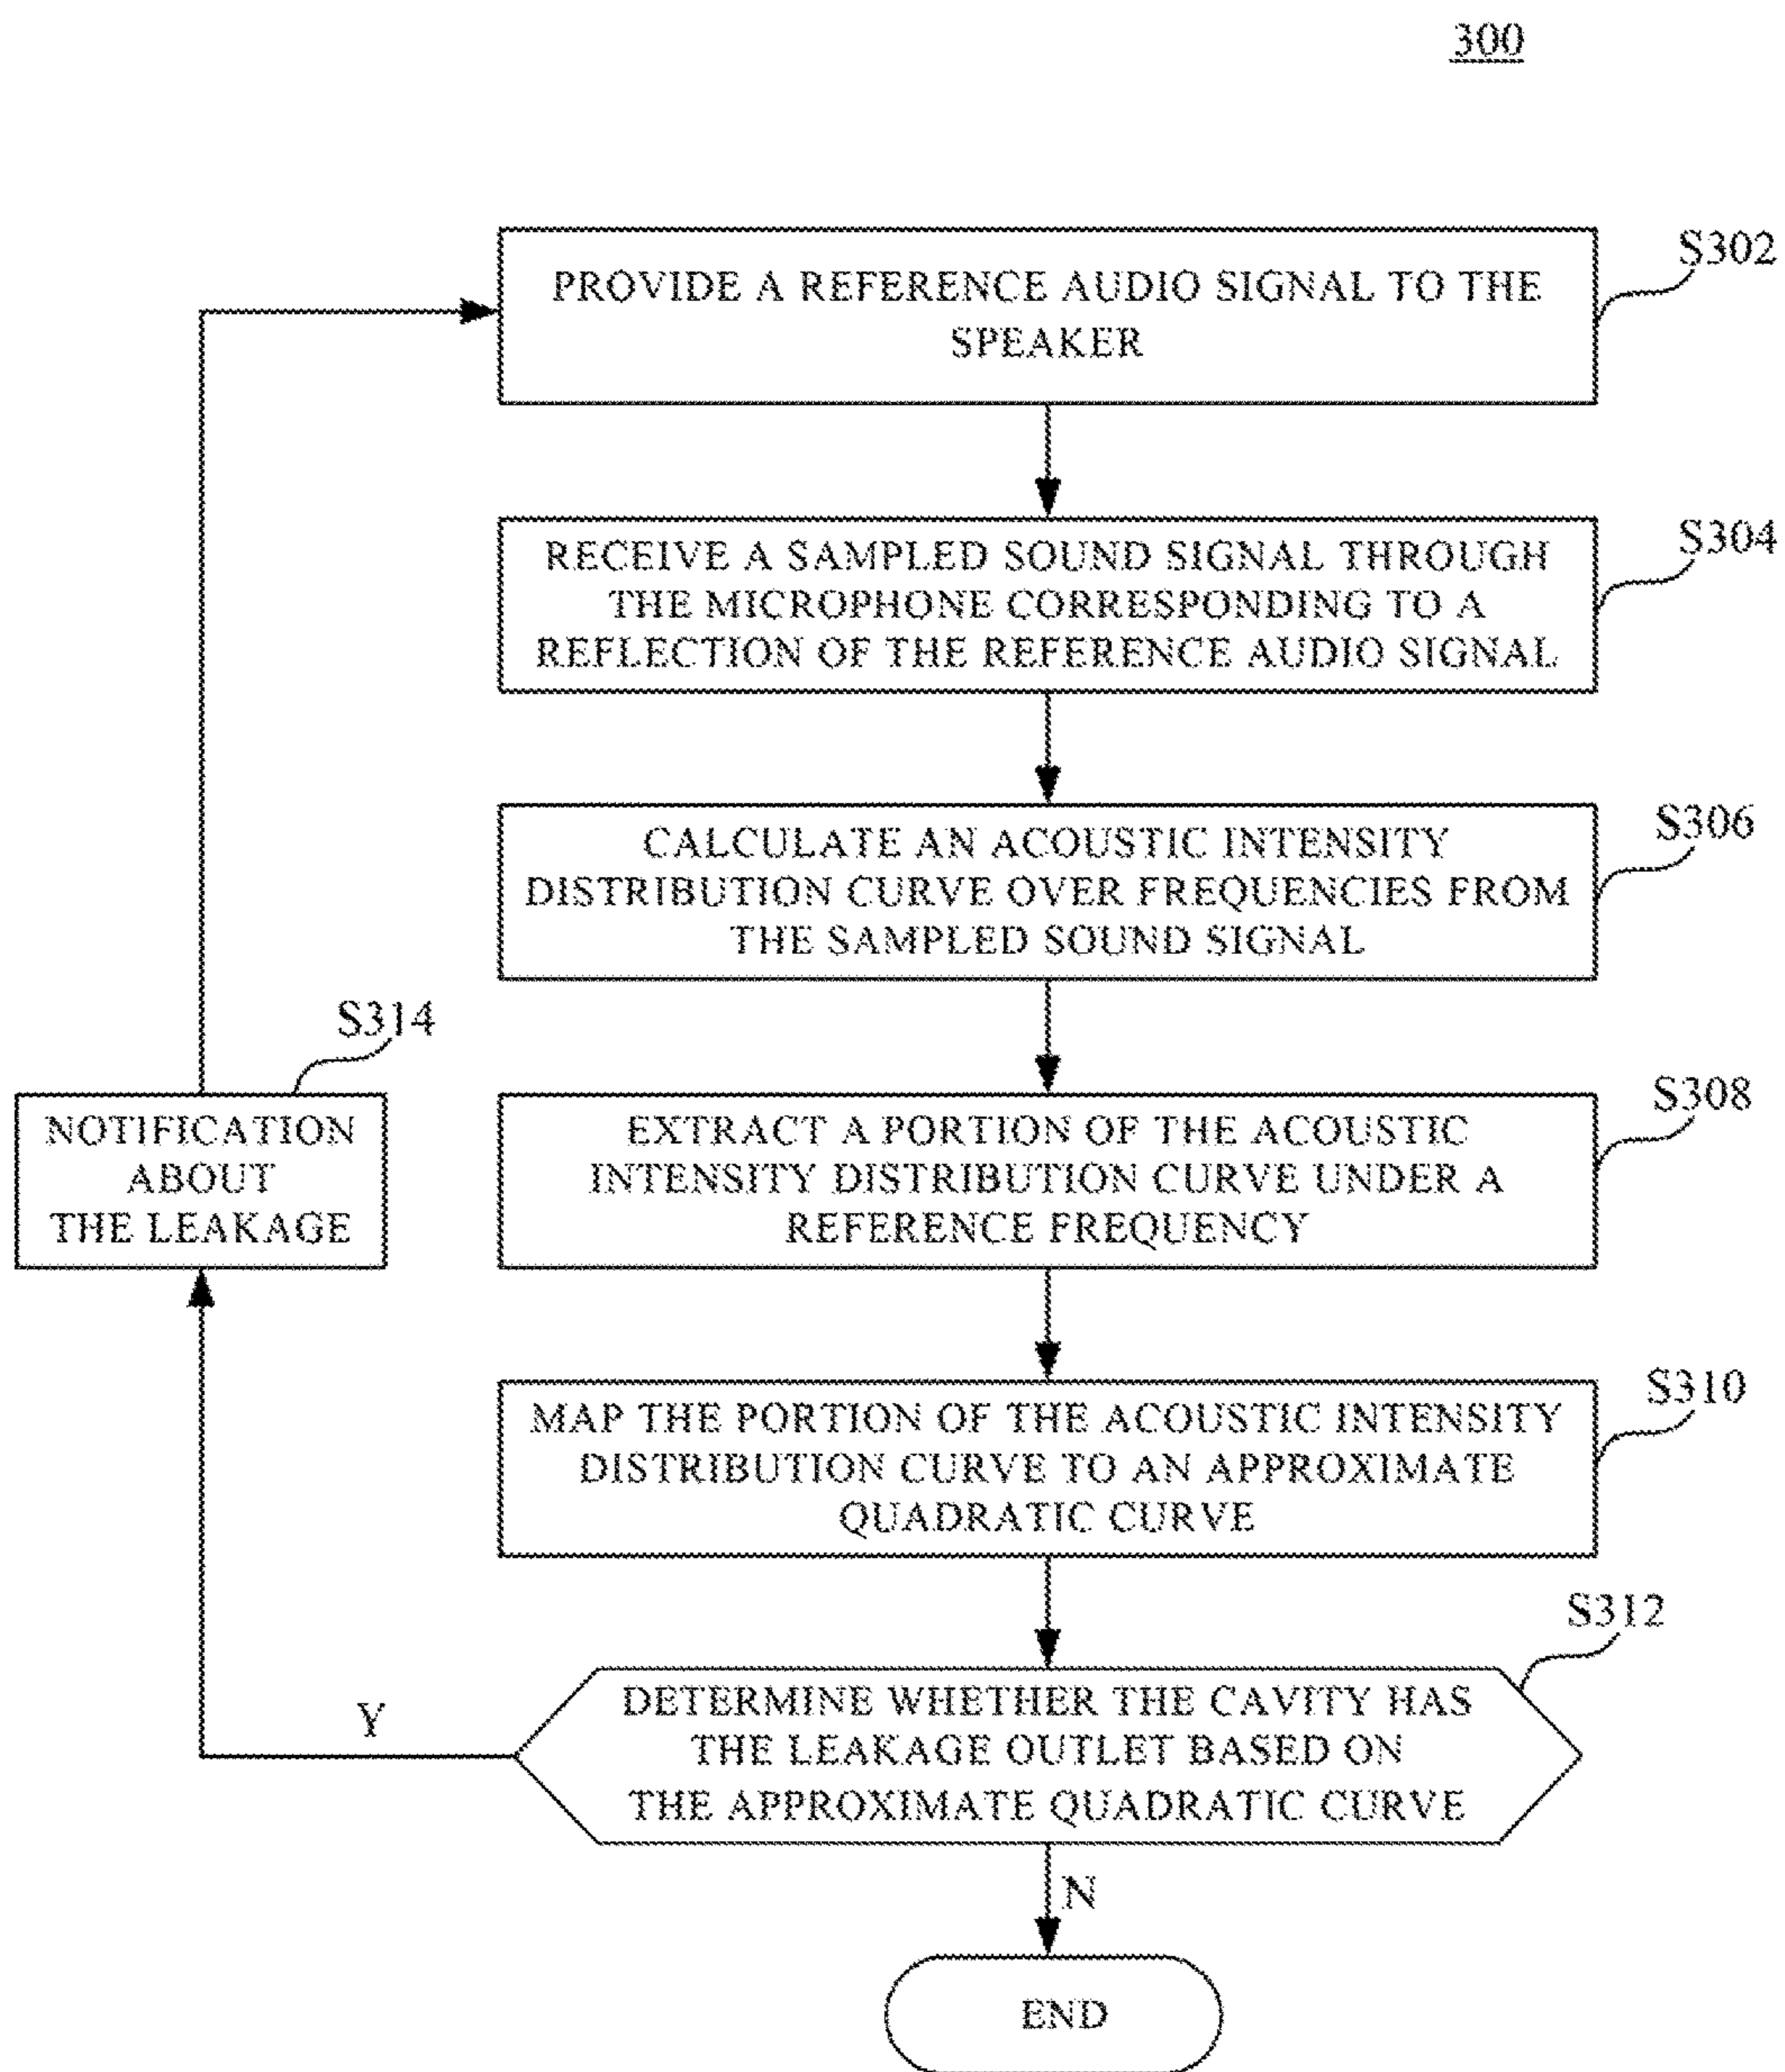 300
PROVIDE A REFERENCE AUDIO SIGNAL TO THE
SPEAKER
S302
RECEIVE A SAMPLED SOUND SIGNAL THROUGH
THE MICROPHONE CORRESPONDING TO A
REFLECTION OF THE REFERENCE AUDIO SIGNAL
S304
CALCULATE AN ACOUSTIC INTENSITY
DISTRIBUTION CURVE OVER FREQUENCIES FROM
THE SAMPLED SOUND SIGNAL
S306
S314
NOTIFICATION
ABOUT
THE LEAKAGE
EXTRACT A PORTION OF THE ACOUSTIC
INTENSITY DISTRIBUTION CURVE UNDER A
REFERENCE FREQUENCY
S308
MAP THE PORTION OF THE ACOUSTIC INTENSITY
DISTRIBUTION CURVE TO AN APPROXIMATE
QUADRATIC CURVE
S310
DETERMINE WHETHER THE CAVITY HAS
THE LEAKAGE OUTLET BASED ON
THE APPROXIMATE QUADRATIC CURVE
S312
Y
N
END